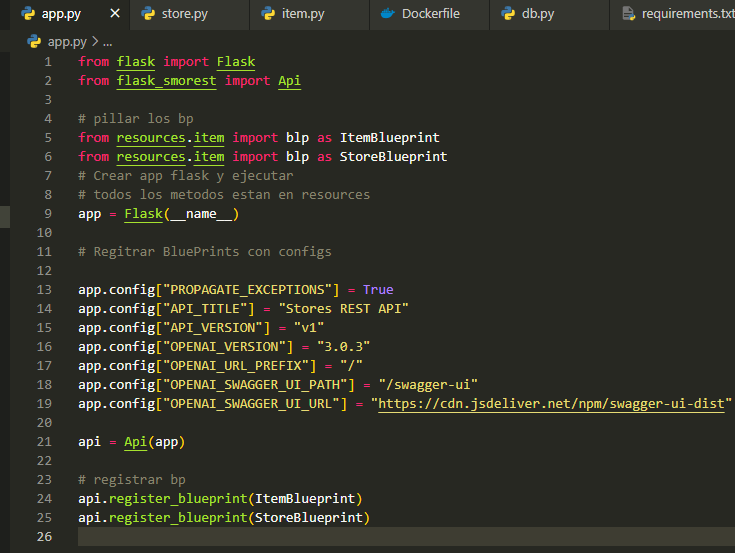 app.py × store.py item.py Dockerfile db.py requirements.txt
app.py > ...
1 from flask import Flask
2 from flask_smorest import Api
3
4 # pillar los bp
5 from resources.item import blp as ItemBlueprint
6 from resources.item import blp as StoreBlueprint
7 # Crear app flask y ejecutar
8 # todos los metodos estan en resources
9 app = Flask(__name__)
10
11 # Regitrar BluePrints con configs
12
13 app.config["PROPAGATE_EXCEPTIONS"] = True
14 app.config["API_TITLE"] = "Stores REST API"
15 app.config["API_VERSION"] = "v1"
16 app.config["OPENAI_VERSION"] = "3.0.3"
17 app.config["OPENAI_URL_PREFIX"] = "/"
18 app.config["OPENAI_SWAGGER_UI_PATH"] = "/swagger-ui"
19 app.config["OPENAI_SWAGGER_UI_URL"] = "https://cdn.jsdeliver.net/npm/swagger-ui-dist"
20
21 api = Api(app)
22
23 # registrar bp
24 api.register_blueprint(ItemBlueprint)
25 api.register_blueprint(StoreBlueprint)
26